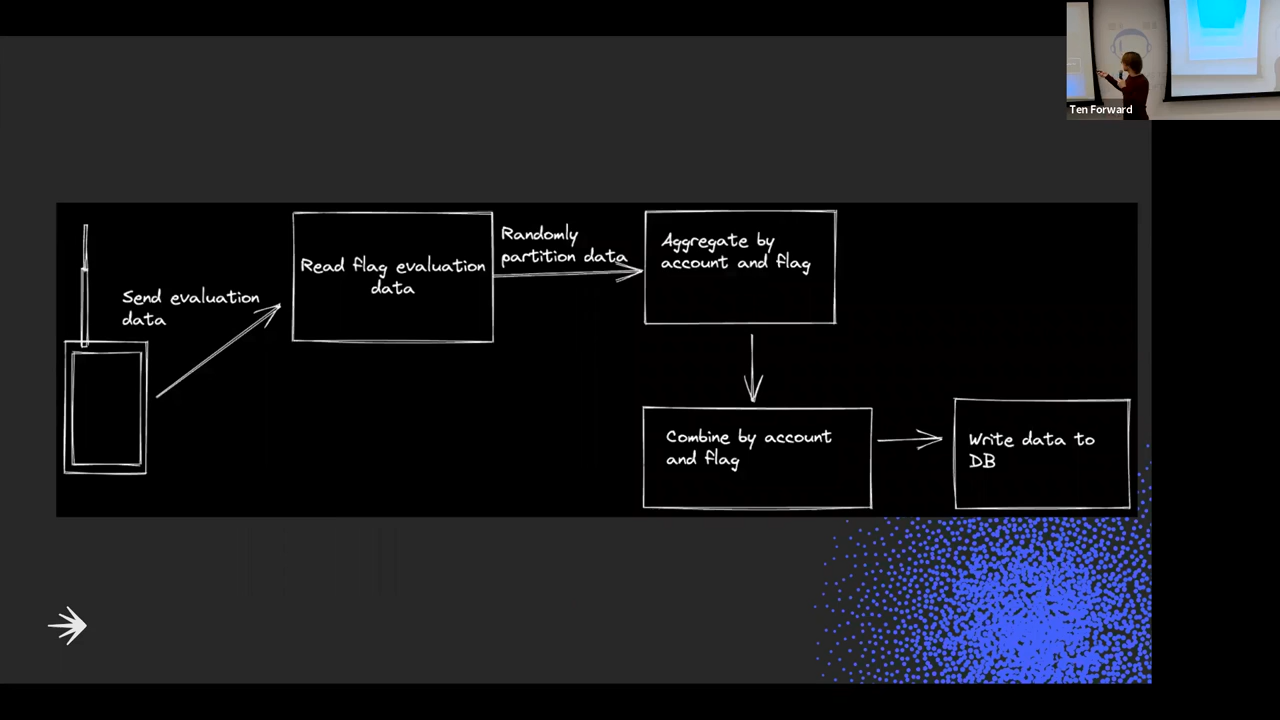 Ten Forward
Send evaluation
data
Read flag evaluation
data
Randomly
partition data
Aggregate by
account and flag
Combine by account
and flag
Write data to
DB